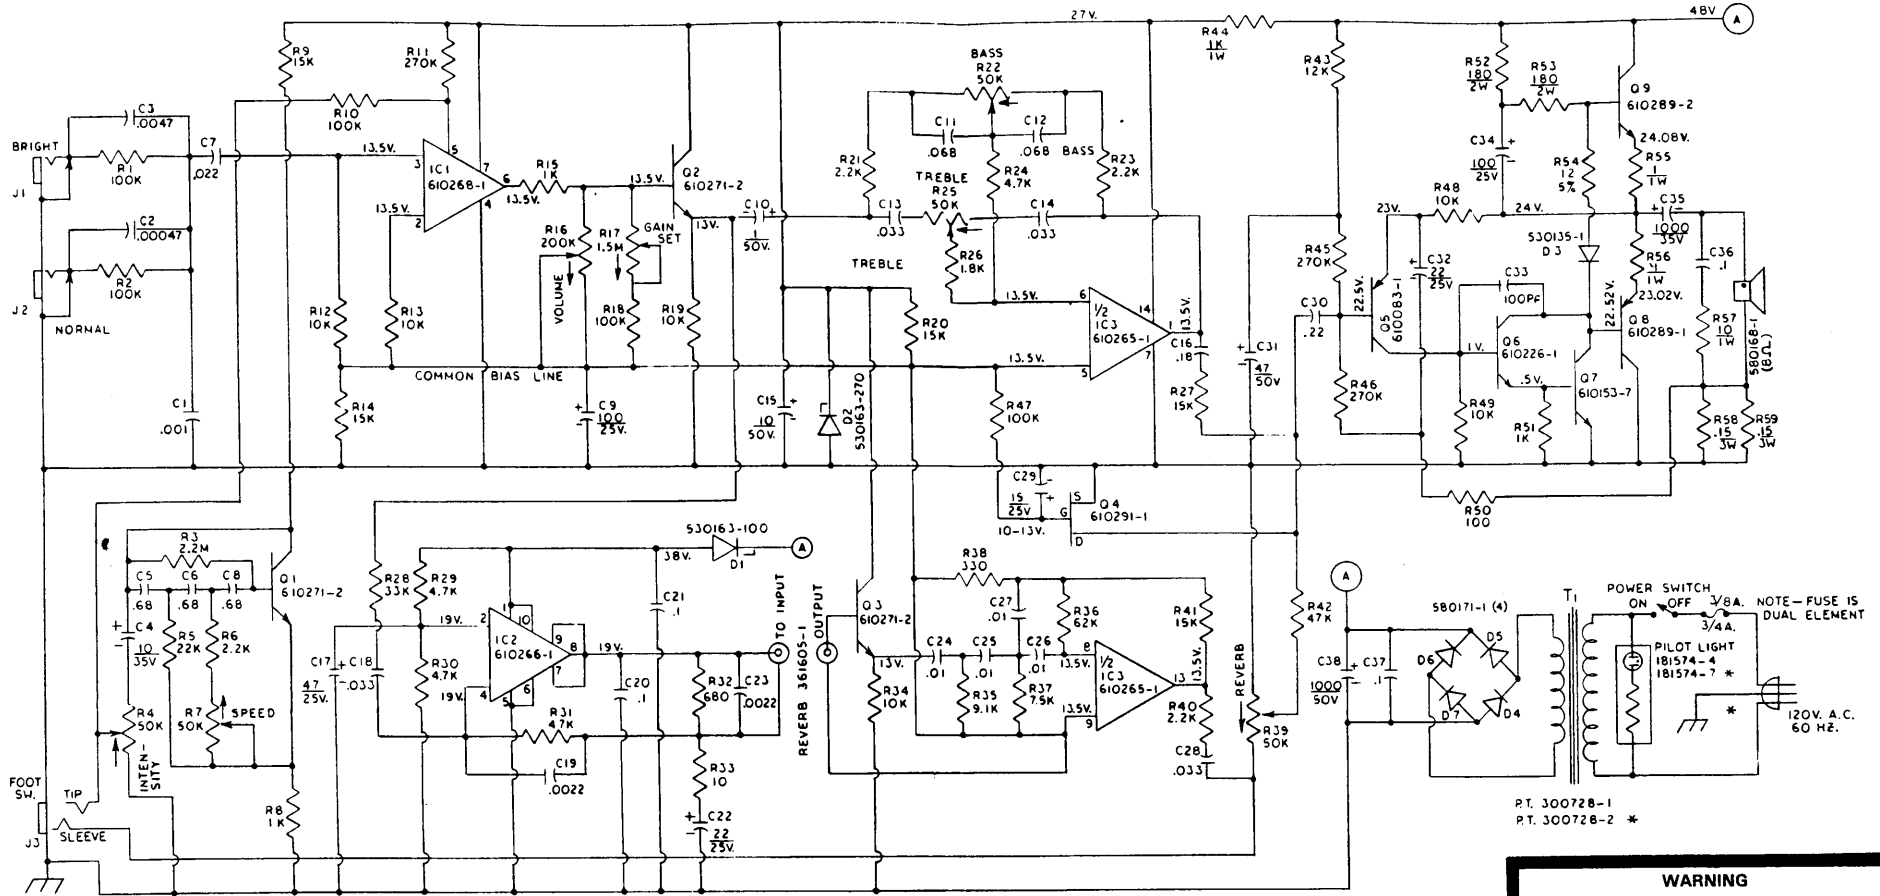 27V.
48V
A
R9
15K
R11
270K
R44
1K
1W
R43
12K
R52
180
2W
R53
180
2W
Q9
610289-2
BASS
R22
50K
C3
.0047
R10
100K
C11
.068
C12
.068
BASS
24.08V.
BRIGHT
R1
100K
C7
.022
13.5V.
3
5
7
IC1
610268-1
6
4
13.5V.
2
13.5V.
R15
1K
13.5V.
Q2
610271-2
R21
2.2K
R24
4.7K
R23
2.2K
C34
100
25V.
R54
12
5%
R55
1
1W
J1
C2
.00047
TREBLE
R25
50K
C10
1
50V.
C13
.033
C14
.033
R48
10K
23V.
24V.
C35
1000
35V
R16
200K
VOLUME
R17
1.5M
GAIN
SET
13V.
R2
100K
J2
NORMAL
TREBLE
R26
1.8K
R45
270K
C32
22
25V
530135-1
D3
R56
1
1W
C36
.1
R12
10K
R13
10K
R18
100K
R19
10K
R20
15K
13.5V.
6
1/2
IC3
610265-1
14
1
7
5
13.5V.
13.5V.
C30
.22
22.5V.
Q5
610083-1
C33
100PF
22.52V.
23.02V.
Q8
610289-1
R57
10
1W
580168-1
(8Ω)
COMMON BIAS LINE
C16
.18
C31
47
50V
1V.
Q6
610226-1
.5V.
Q7
610153-7
C1
.001
R14
15K
C9
100
25V.
C15
10
50V.
D2
530163-270
R47
100K
R27
15K
R46
270K
R49
10K
R51
1K
R58
.15
3W
R59
.15
3W
C29
15
25V
10-13V.
G
S
D
Q4
610291-1
R50
100
R3
2.2M
C5
.68
C6
.68
C8
.68
Q1
610271-2
530163-100
38V.
D1
A
R28
33K
R29
4.7K
C21
.1
TO INPUT
OUTPUT
REVERB 361605-1
Q3
610271-2
R38
330
C27
.01
R36
62K
R41
15K
R42
47K
A
580171-1 (4)
T1
POWER SWITCH
ON
OFF
3/8A.
3/4A.
NOTE-FUSE IS
DUAL ELEMENT
C4
10
35V
R5
22K
R6
2.2K
19V.
2
1
10
IC2
610266-1
9
8
7
6
5
4
19V.
19V.
C17
47
25V.
C18
.033
R30
4.7K
R32
680
C23
.0022
C20
.1
13V.
C24
.01
C25
.01
C26
.01
13.5V.
8
1/2
IC3
610265-1
13
9
13.5V.
13.5V.
D6
D5
D7
D4
PILOT LIGHT
181574-4
181574-7 *
*
R4
50K
INTEN-
SITY
R7
50K
SPEED
R31
47K
C19
.0022
R33
10
R34
10K
R35
9.1K
R37
7.5K
R40
2.2K
C28
.033
REVERB
R39
50K
C38
1000
50V
C37
.1
120V. A.C.
60 HZ.
FOOT
SW.
TIP
SLEEVE
J3
R8
1K
C22
22
25V.
P.T. 300728-1
P.T. 300728-2 *
WARNING